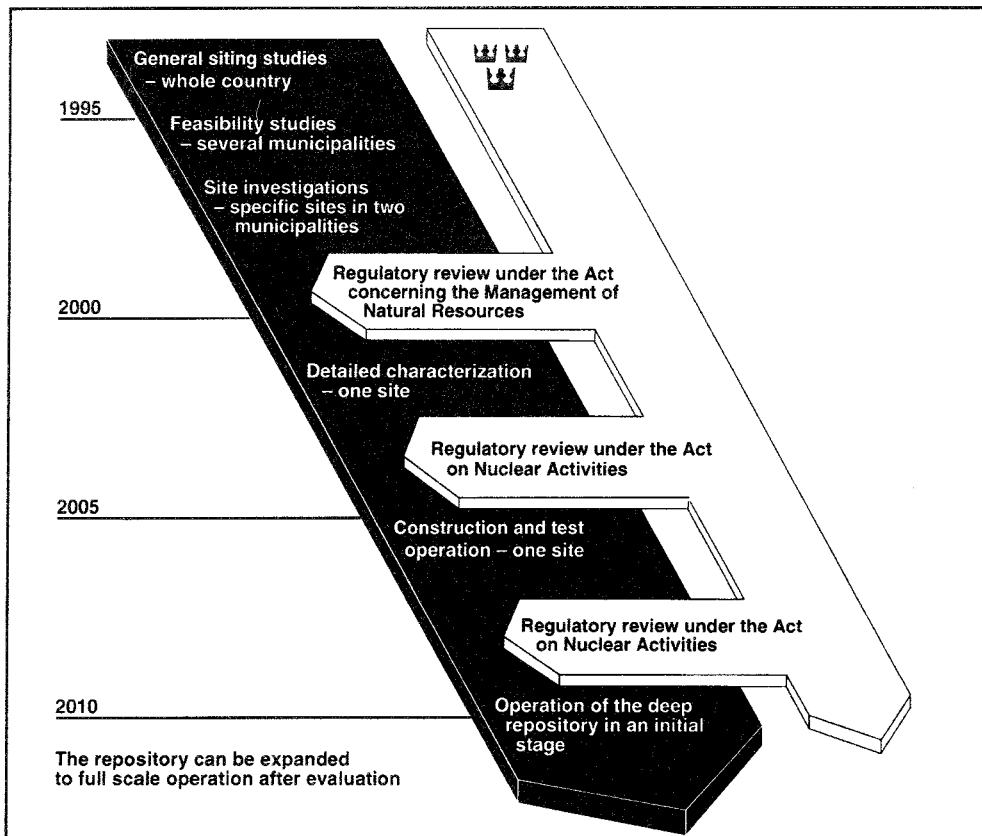 General siting studies
– whole country
1995
Feasibility studies
– several municipalities
Site investigations
– specific sites in two
municipalities
Regulatory review under the Act
concerning the Management of
Natural Resources
2000
Detailed characterization
– one site
Regulatory review under the Act
on Nuclear Activities
2005
Construction and test
operation – one site
Regulatory review under the Act
on Nuclear Activities
2010
Operation of the deep
repository in an initial
stage
The repository can be expanded
to full scale operation after evaluation